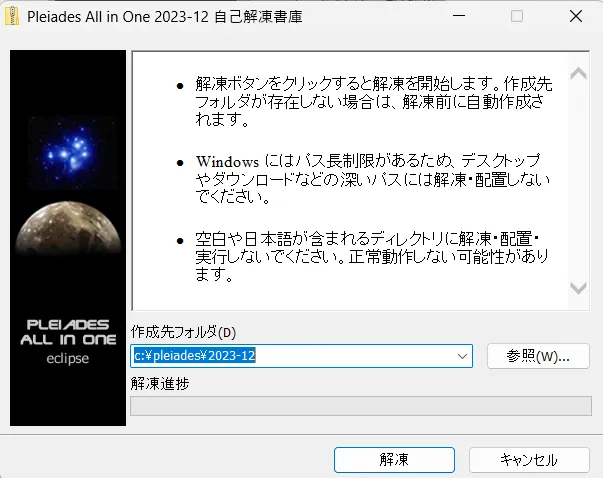 Pleiades All in One 2023-12 自己解凍書庫
● 解凍ボタンをクリックすると解凍を開始します。作成先
フォルダが存在しない場合は、解凍前に自動作成さ
れます。
● Windows にはパス長制限があるため、デスクトップ
やダウンロードなどの深いパスには解凍・配置しない
でください。
● 空白や日本語が含まれるディレクトリに解凍・配置・
実行しないでください。正常動作しない可能性があり
ます。
PLEIADES
ALL IN ONE
eclipse
作成先フォルダ(D)
c:¥pleiades¥2023-12
参照(W)...
解凍進捗
解凍
キャンセル